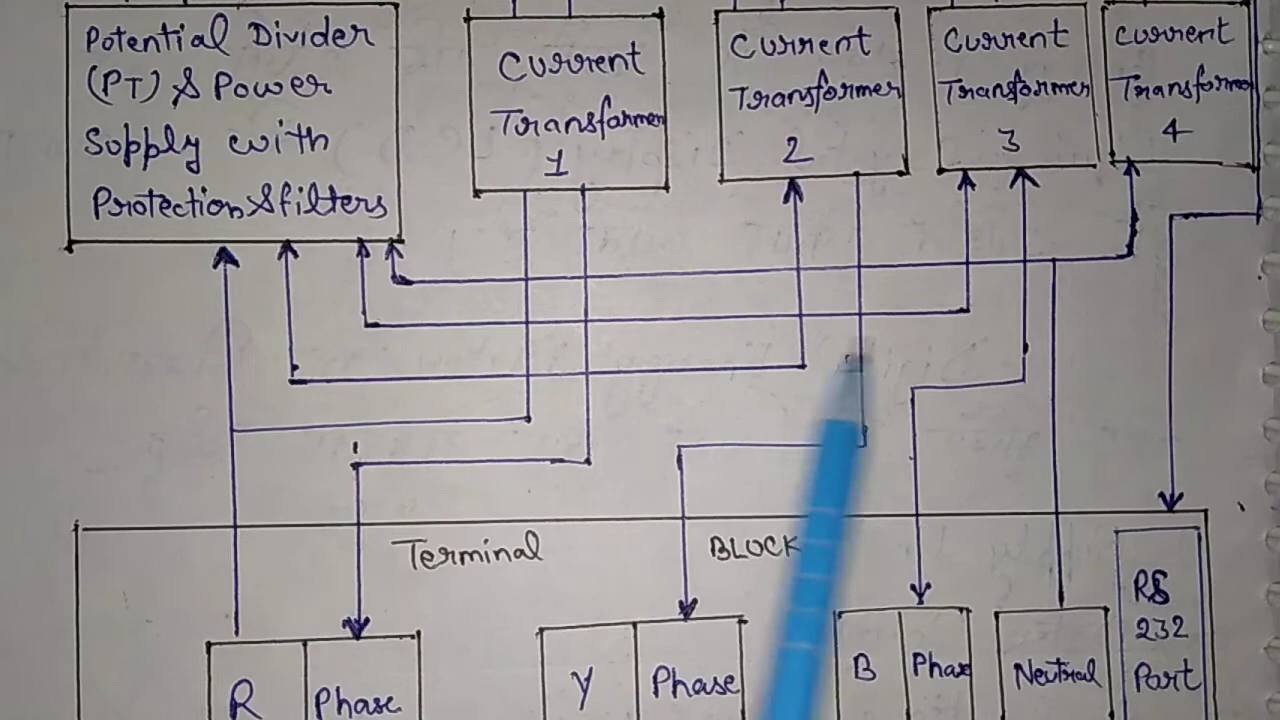 Potential Divider
(PT) & Power
Supply with
Protection & filters
Current
Transformer
1
Current
Transformer
2
Current
Transformer
3
Current
Transformer
4
Terminal BLOCK
R Phase
Y Phase
B Phase
Neutral
RS
232
Port